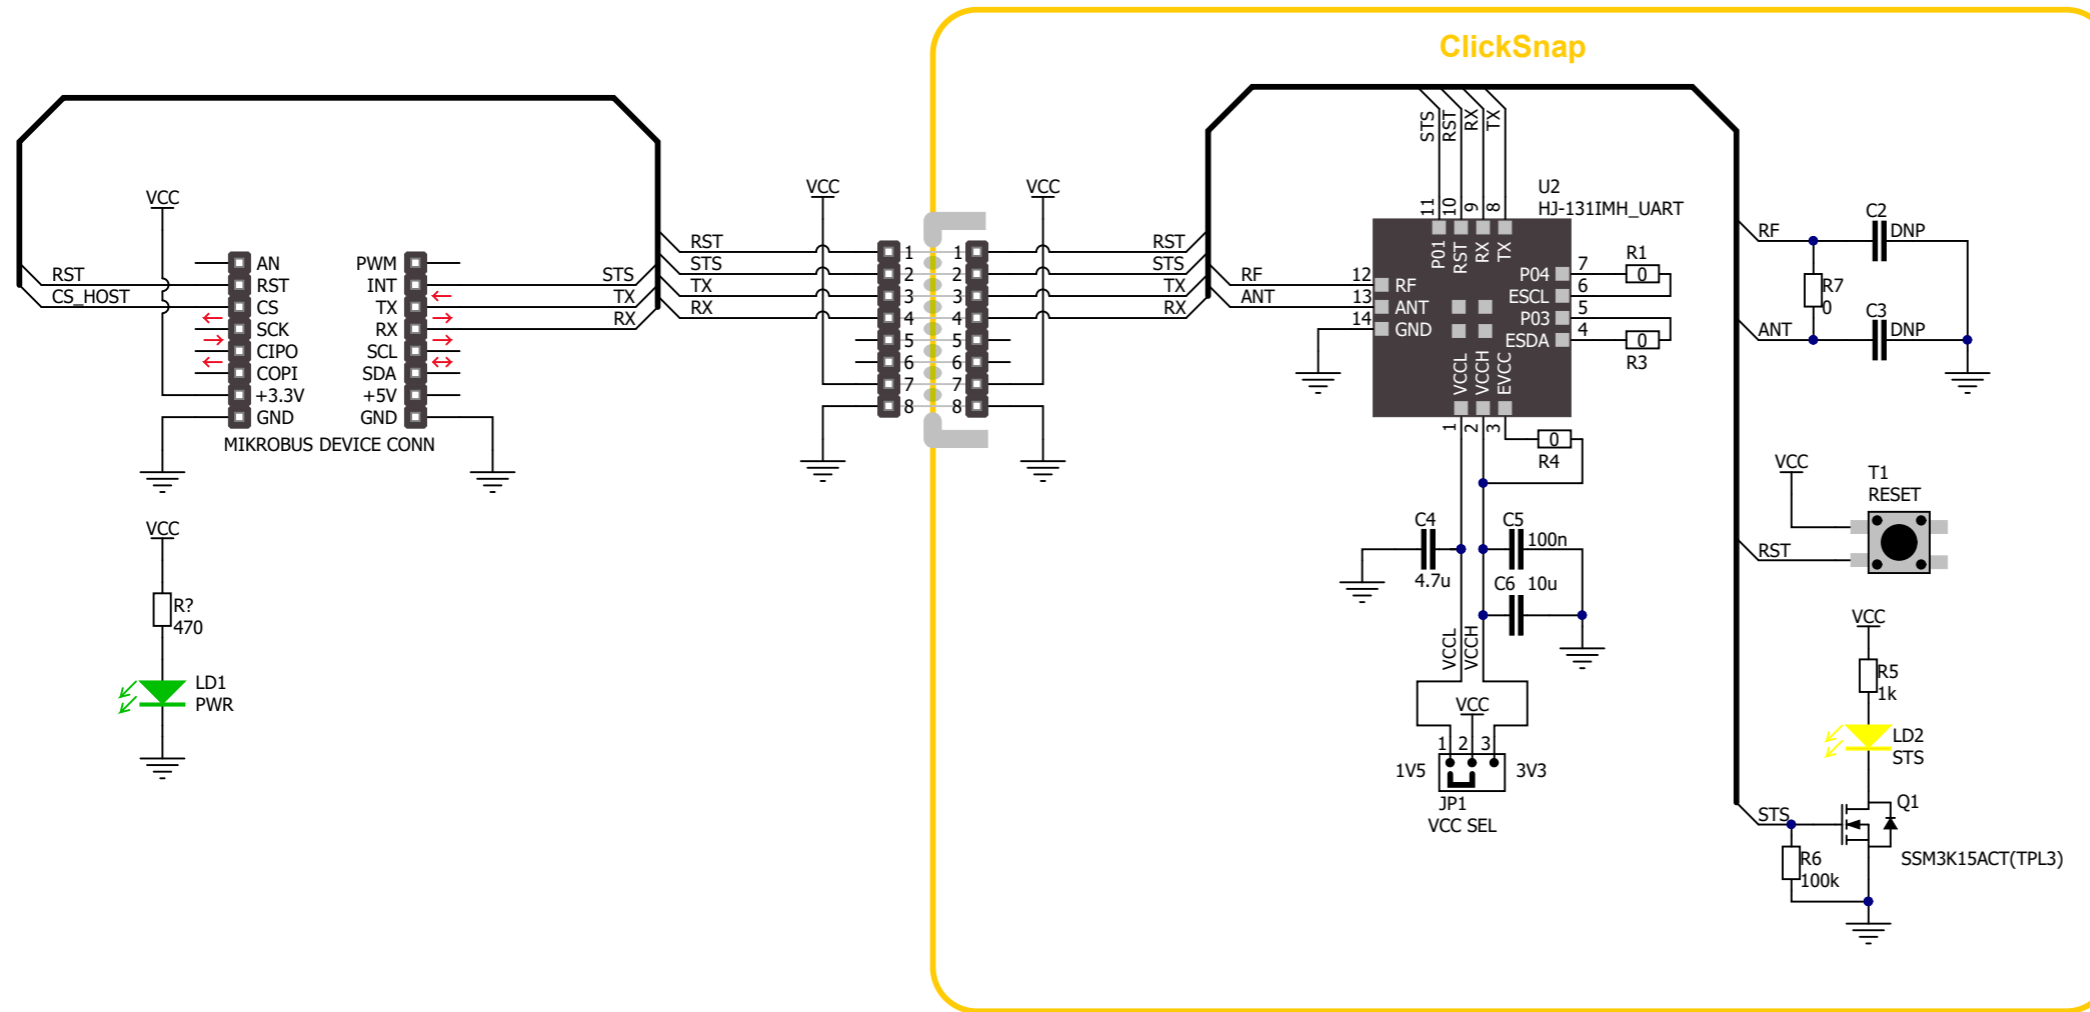 ClickSnap
VCC
RST
CS_HOST
AN
RST
CS
SCK
CIPO
COPI
+3.3V
GND
PWM
INT
TX
RX
SCL
SDA
+5V
GND
MIKROBUS DEVICE CONN
STS
TX
RX
VCC
R?
470
LD1
PWR
RST
STS
TX
RX
VCC
1 1
2 2
3 3
4 4
5 5
6 6
7 7
8 8
VCC
RST
STS
TX
RX
RF
ANT
STS
RST
RX
TX
U2
HJ-131IMH_UART
11
10
9
8
P01
RST
RX
TX
12 RF
13 ANT
14 GND
P04 7
ESCL 6
P03 5
ESDA 4
R1
0
0
R3
VCCL
VCCH
EVCC
1
2
3
0
R4
C4
4.7u
C5
100n
C6 10u
VCCL
VCCH
VCC
1 2 3
1V5 3V3
JP1
VCC SEL
RF
C2
DNP
R7
0
ANT
C3
DNP
VCC
T1
RESET
RST
VCC
R5
1k
LD2
STS
STS
Q1
SSM3K15ACT(TPL3)
R6
100k